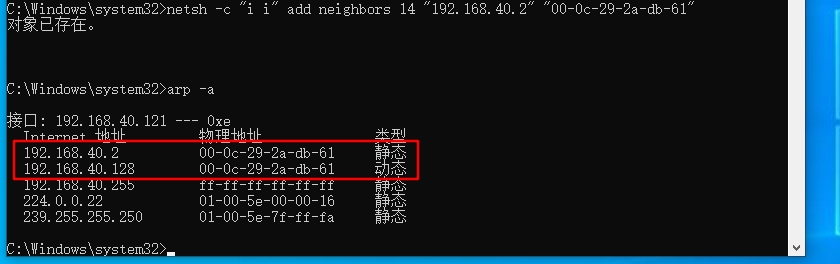 C:\Windows\system32>netsh -c "i i" add neighbors 14 "192.168.40.2" "00-0c-29-2a-db-61"
对象已存在。
C:\Windows\system32>arp -a
接口: 192.168.40.121 --- 0xe
Internet 地址 物理地址 类型
192.168.40.2 00-0c-29-2a-db-61 静态
192.168.40.128 00-0c-29-2a-db-61 动态
192.168.40.255 ff-ff-ff-ff-ff-ff 静态
224.0.0.22 01-00-5e-00-00-16 静态
239.255.255.250 01-00-5e-7f-ff-fa 静态
C:\Windows\system32>